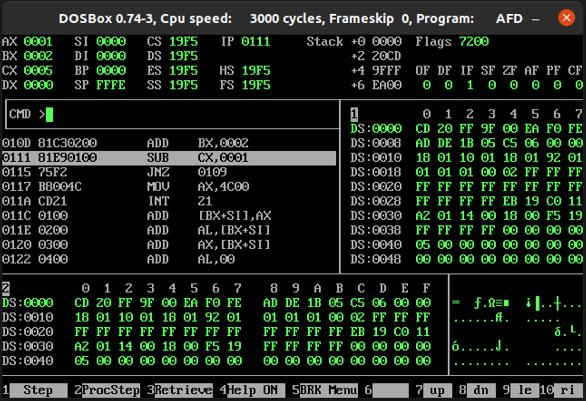 DOSBox 0.74-3, Cpu speed: 3000 cycles, Frameskip 0, Program: AFD
AX 0001 SI 0000 CS 19F5 IP 0111 Stack +0 0000 Flags 7200
BX 0002 DI 0000 DS 19F5 +2 20CD
CX 0005 BP 0000 ES 19F5 HS 19F5 +4 9FFF OF DF IF SF ZF AF PF CF
DX 0000 SP FFFE SS 19F5 FS 19F5 +6 EA00 0 0 1 0 0 0 0 0
CMD >
1 0 1 2 3 4 5 6 7
DS:0000 CD 20 FF 9F 00 EA F0 FE
DS:0008 AD DE 1B 05 C5 06 00 00
DS:0010 18 01 10 01 18 01 92 01
DS:0018 01 01 01 00 02 FF FF FF
DS:0020 FF FF FF FF FF FF FF FF
DS:0028 FF FF FF FF EB 19 C0 11
DS:0030 A2 01 14 00 18 00 F5 19
DS:0038 FF FF FF FF 00 00 00 00
DS:0040 05 00 00 00 00 00 00 00
DS:0048 00 00 00 00 00 00 00 00
010D 81C30200 ADD BX,0002
0111 81E90100 SUB CX,0001
0115 75F2 JNZ 0109
0117 B8004C MOV AX,4C00
011A CD21 INT 21
011C 0100 ADD [BX+SI],AX
011E 0200 ADD AL,[BX+SI]
0120 0300 ADD AX,[BX+SI]
0122 0400 ADD AL,00
2 0 1 2 3 4 5 6 7 8 9 A B C D E F
DS:0000 CD 20 FF 9F 00 EA F0 FE AD DE 1B 05 C5 06 00 00
DS:0010 18 01 10 01 18 01 92 01 01 01 01 00 02 FF FF FF
DS:0020 FF FF FF FF FF FF FF FF FF FF FF FF EB 19 C0 11
DS:0030 A2 01 14 00 18 00 F5 19 FF FF FF FF 00 00 00 00
DS:0040 05 00 00 00 00 00 00 00 00 00 00 00 00 00 00 00
1 Step 2 ProcStep 3 Retrieve 4 Help ON 5 BRK Menu 6 7 up 8 dn 9 le 10 ri